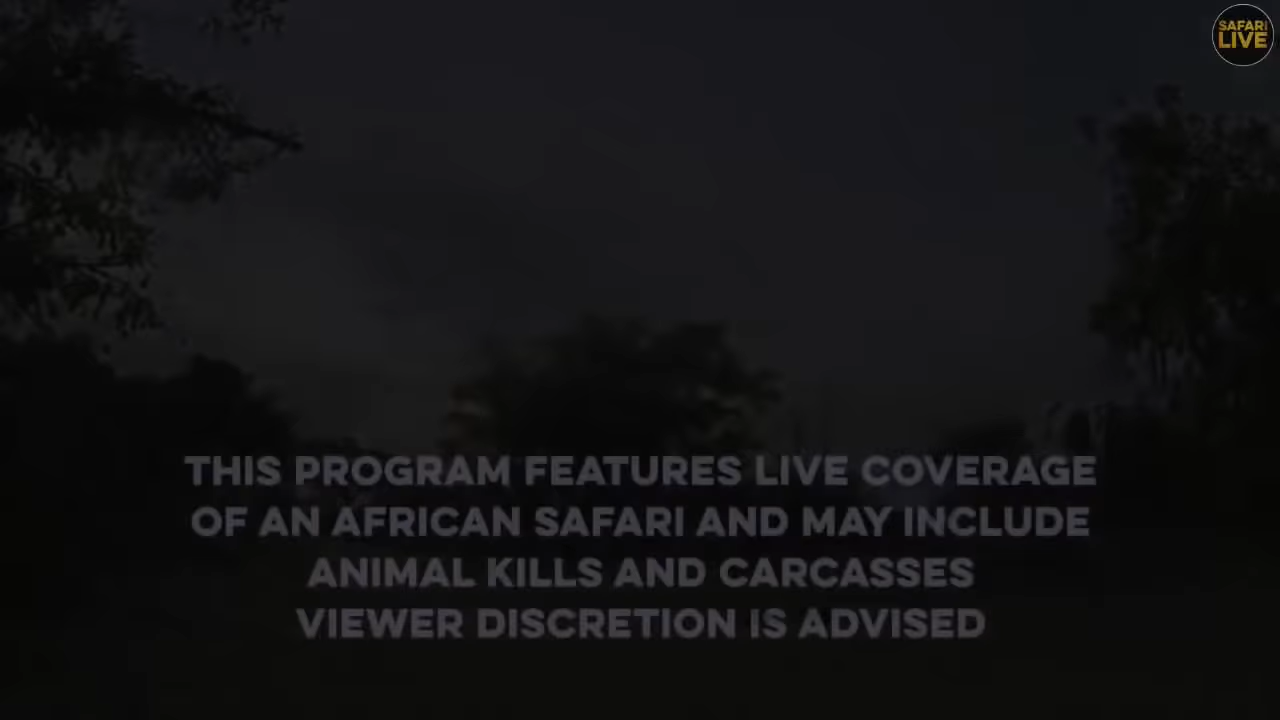 SAFARI
LIVE
THIS PROGRAM FEATURES LIVE COVERAGE
OF AN AFRICAN SAFARI AND MAY INCLUDE
ANIMAL KILLS AND CARCASSES
VIEWER DISCRETION IS ADVISED